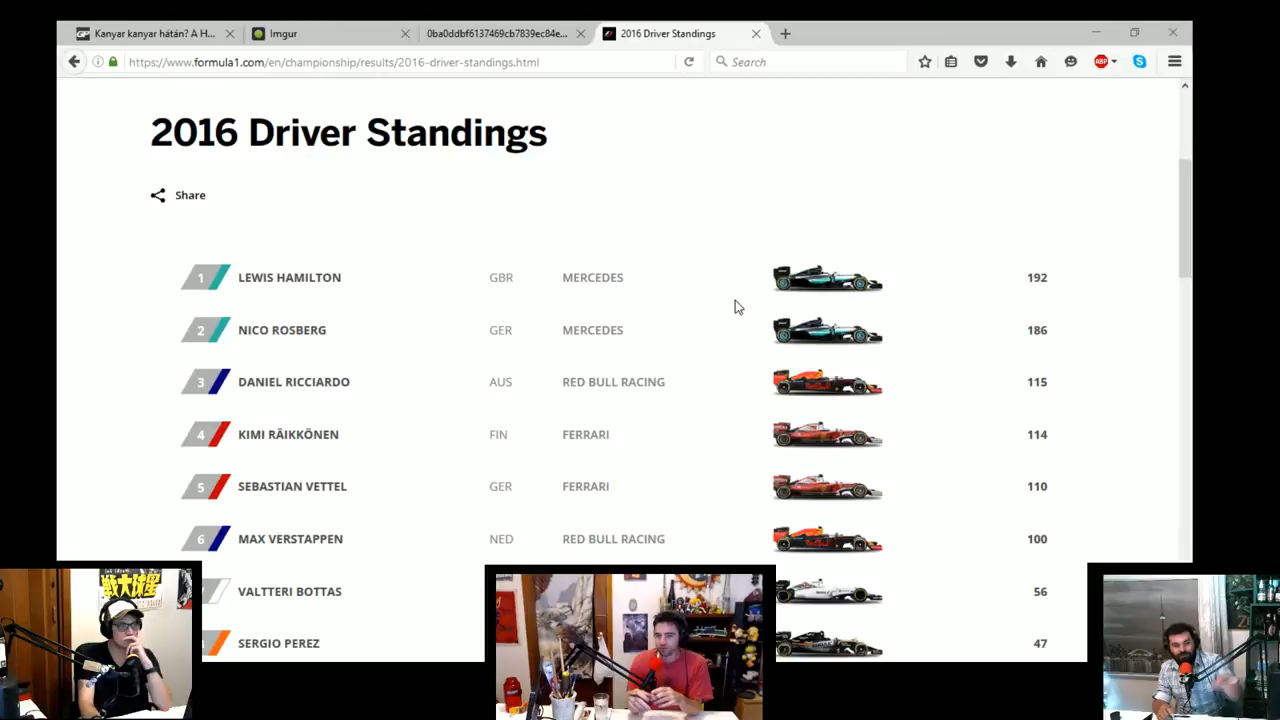 Kanyar kanyar hátán? A H...
Imgur
0ba0ddbf6137469cb7839ec84e...
2016 Driver Standings
https://www.formula1.com/en/championship/results/2016-driver-standings.html
Search
ABP
2016 Driver Standings
Share
1 LEWIS HAMILTON GBR MERCEDES 192
2 NICO ROSBERG GER MERCEDES 186
3 DANIEL RICCIARDO AUS RED BULL RACING 115
4 KIMI RÄIKKÖNEN FIN FERRARI 114
5 SEBASTIAN VETTEL GER FERRARI 110
6 MAX VERSTAPPEN NED RED BULL RACING 100
VALTTERI BOTTAS 56
SERGIO PEREZ 47